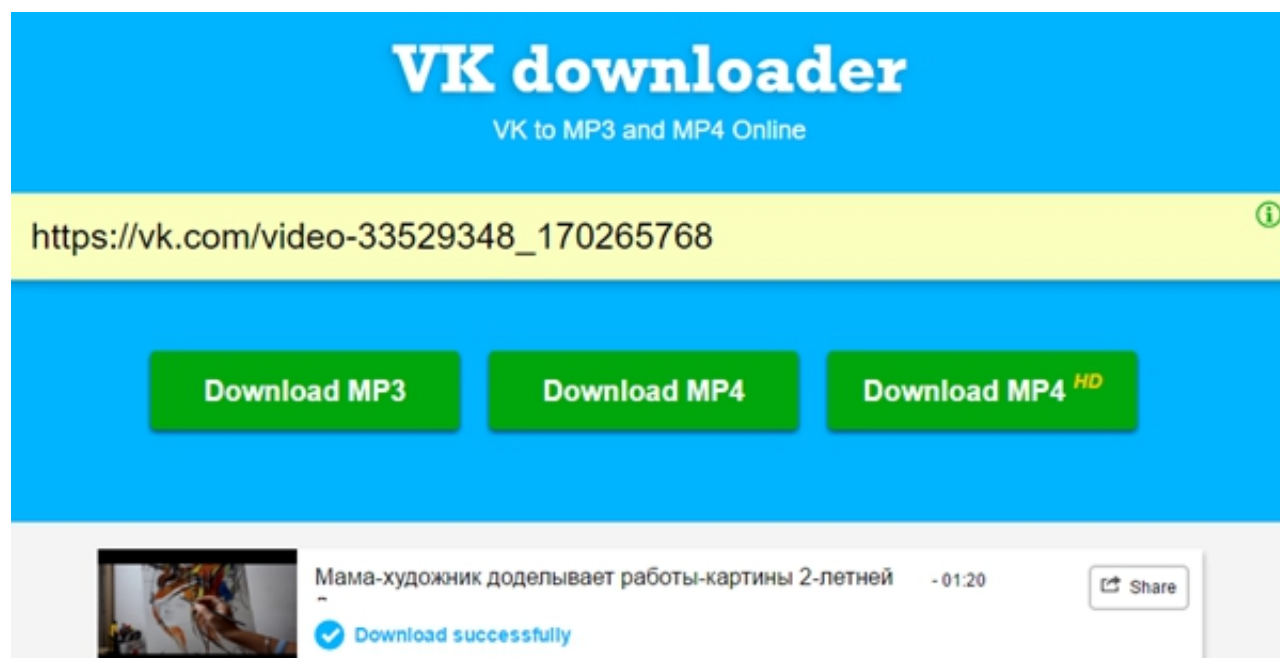 VK downloader
VK to MP3 and MP4 Online
https://vk.com/video-33529348_170265768
Download MP3
Download MP4
Download MP4 HD
Мама-художник доделывает работы-картины 2-летней
- 01:20
Share
Download successfully